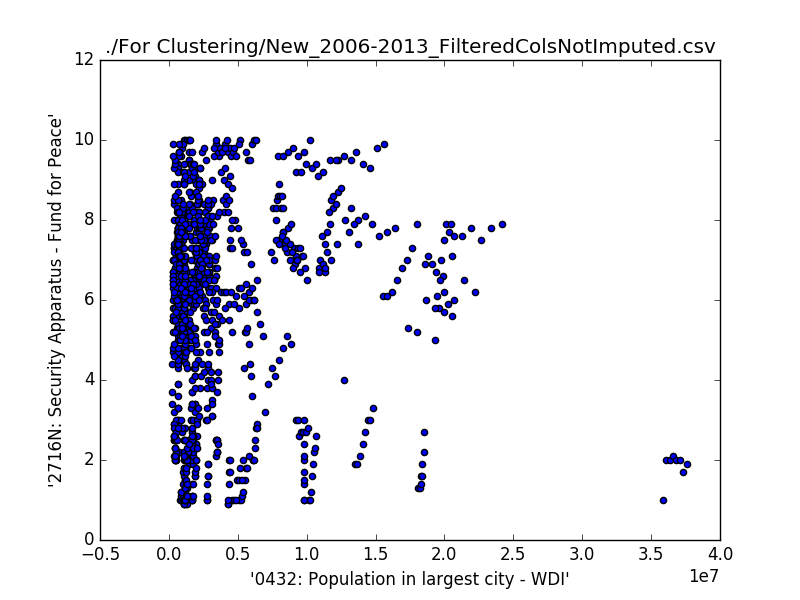 ./For Clustering/New_2006-2013_FilteredColsNotImputed.csv
12
10
8
6
4
2
0
'2716N: Security Apparatus - Fund for Peace'
−0.5 0.0 0.5 1.0 1.5 2.0 2.5 3.0 3.5 4.0
1e7
'0432: Population in largest city - WDI'